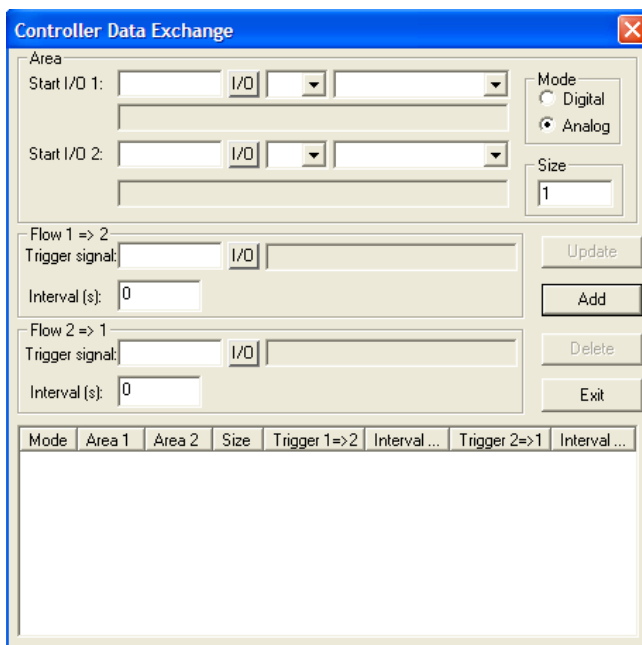 Controller Data Exchange
Area
Start I/O 1: I/O
Mode
Digital
Analog
Start I/O 2: I/O
Size
1
Flow 1 => 2
Trigger signal: I/O
Update
Interval (s): 0
Add
Flow 2 => 1
Trigger signal: I/O
Delete
Interval (s): 0
Exit
Mode Area 1 Area 2 Size Trigger 1=>2 Interval ... Trigger 2=>1 Interval ...